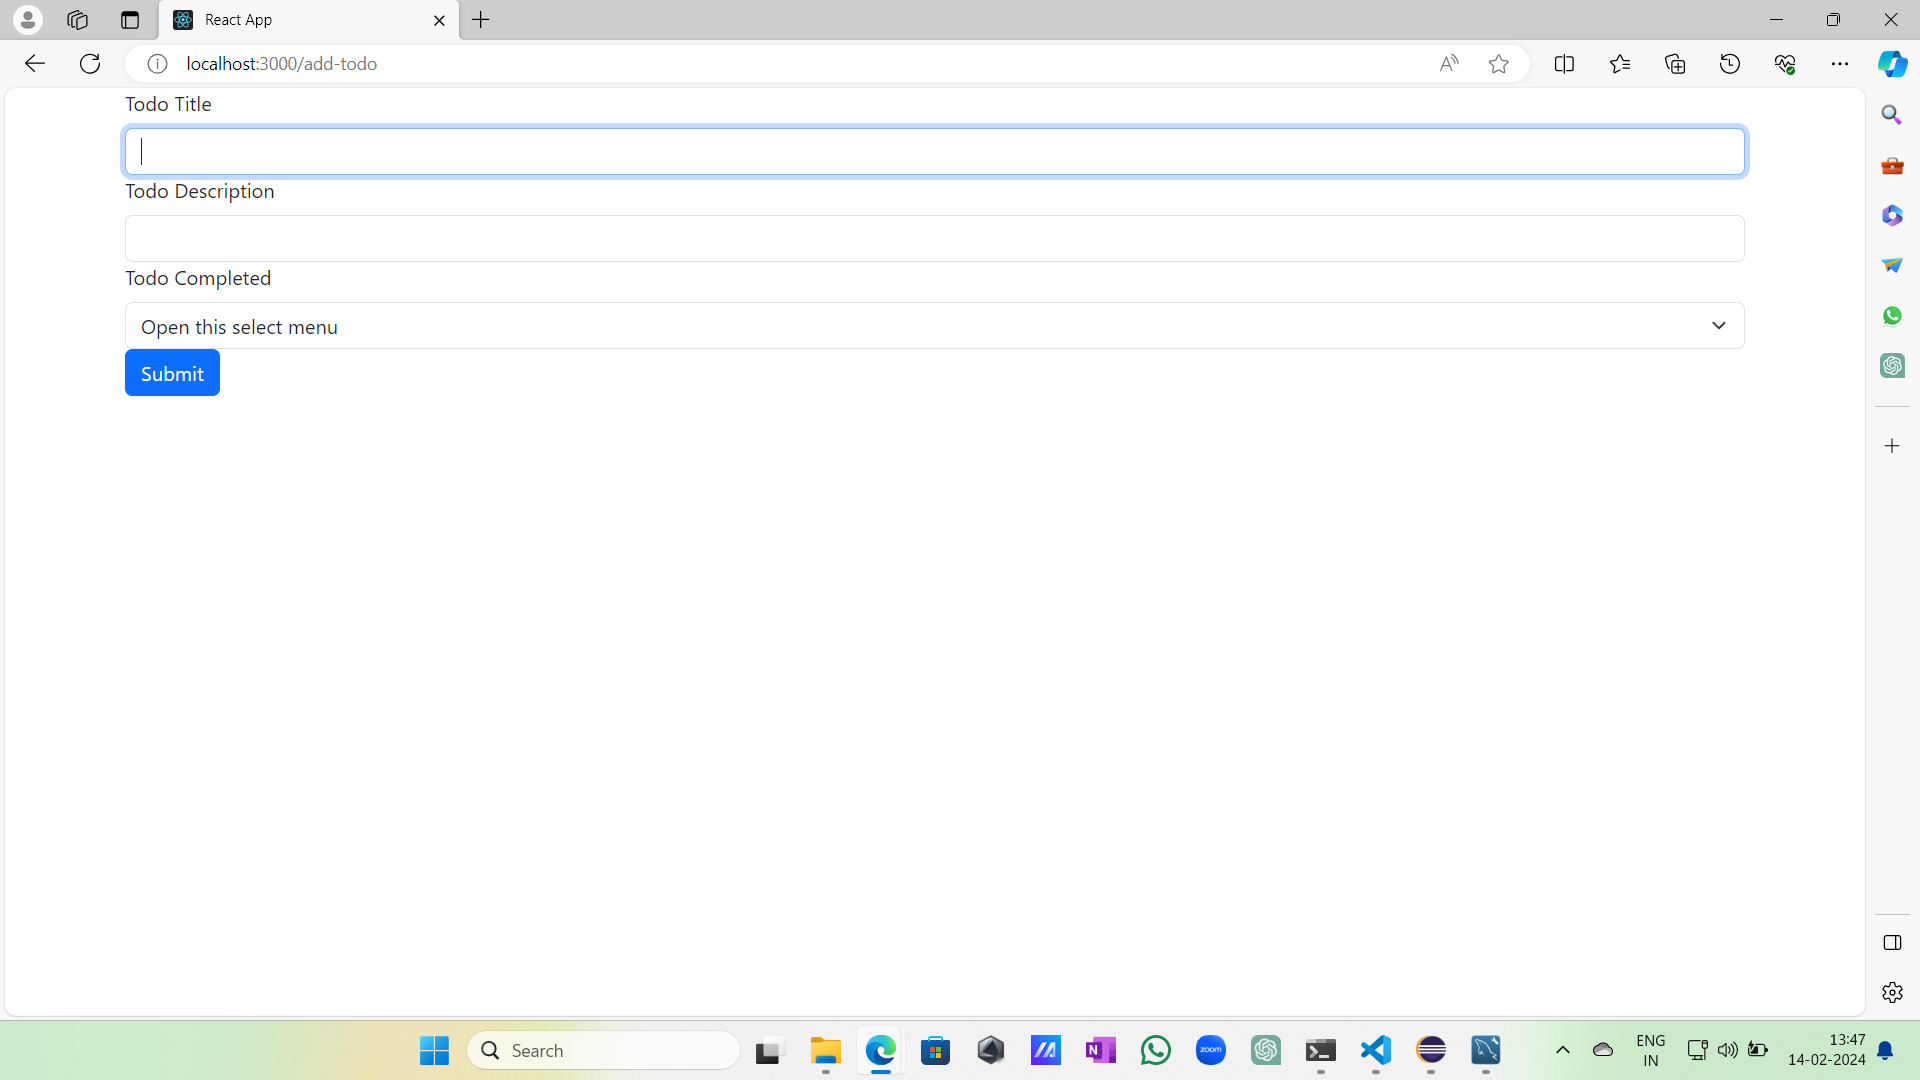 React App
localhost:3000/add-todo
Todo Title
Todo Description
Todo Completed
Open this select menu
Submit
Search
zoom
ENG
IN
13:47
14-02-2024